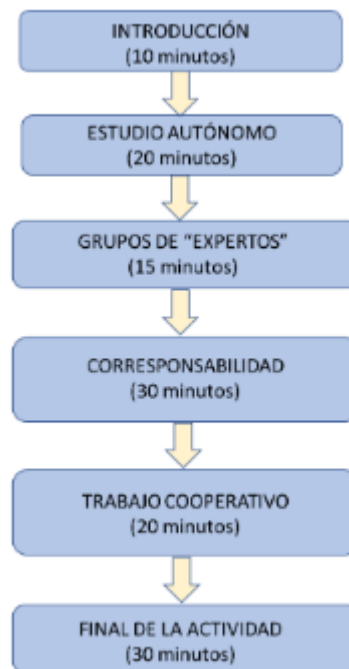 INTRODUCCIÓN
(10 minutos)
ESTUDIO AUTÓNOMO
(20 minutos)
GRUPOS DE “EXPERTOS”
(15 minutos)
CORRESPONSABILIDAD
(30 minutos)
TRABAJO COOPERATIVO
(20 minutos)
FINAL DE LA ACTIVIDAD
(30 minutos)